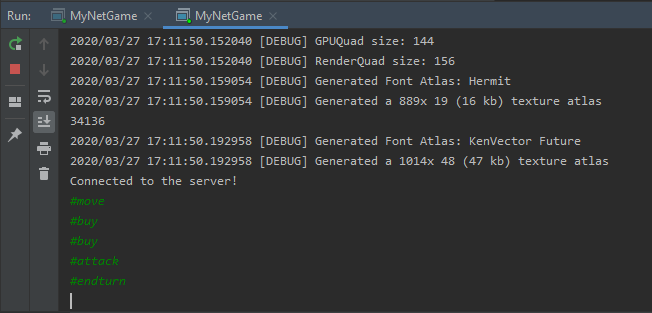 Run: MyNetGame MyNetGame
2020/03/27 17:11:50.152040 [DEBUG] GPUQuad size: 144
2020/03/27 17:11:50.152040 [DEBUG] RenderQuad size: 156
2020/03/27 17:11:50.159054 [DEBUG] Generated Font Atlas: Hermit
2020/03/27 17:11:50.159054 [DEBUG] Generated a 889x 19 (16 kb) texture atlas
34136
2020/03/27 17:11:50.192958 [DEBUG] Generated Font Atlas: KenVector Future
2020/03/27 17:11:50.192958 [DEBUG] Generated a 1014x 48 (47 kb) texture atlas
Connected to the server!
#move
#buy
#buy
#attack
#endturn